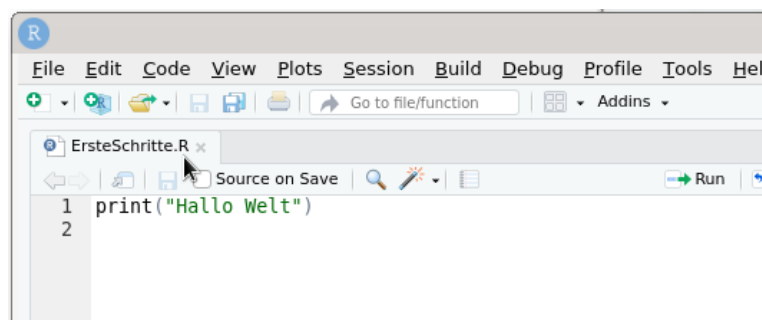 R
File Edit Code View Plots Session Build Debug Profile Tools Hel
R Go to file/function Addins
R ErsteSchritte.R
Source on Save Run
1 print("Hallo Welt")
2